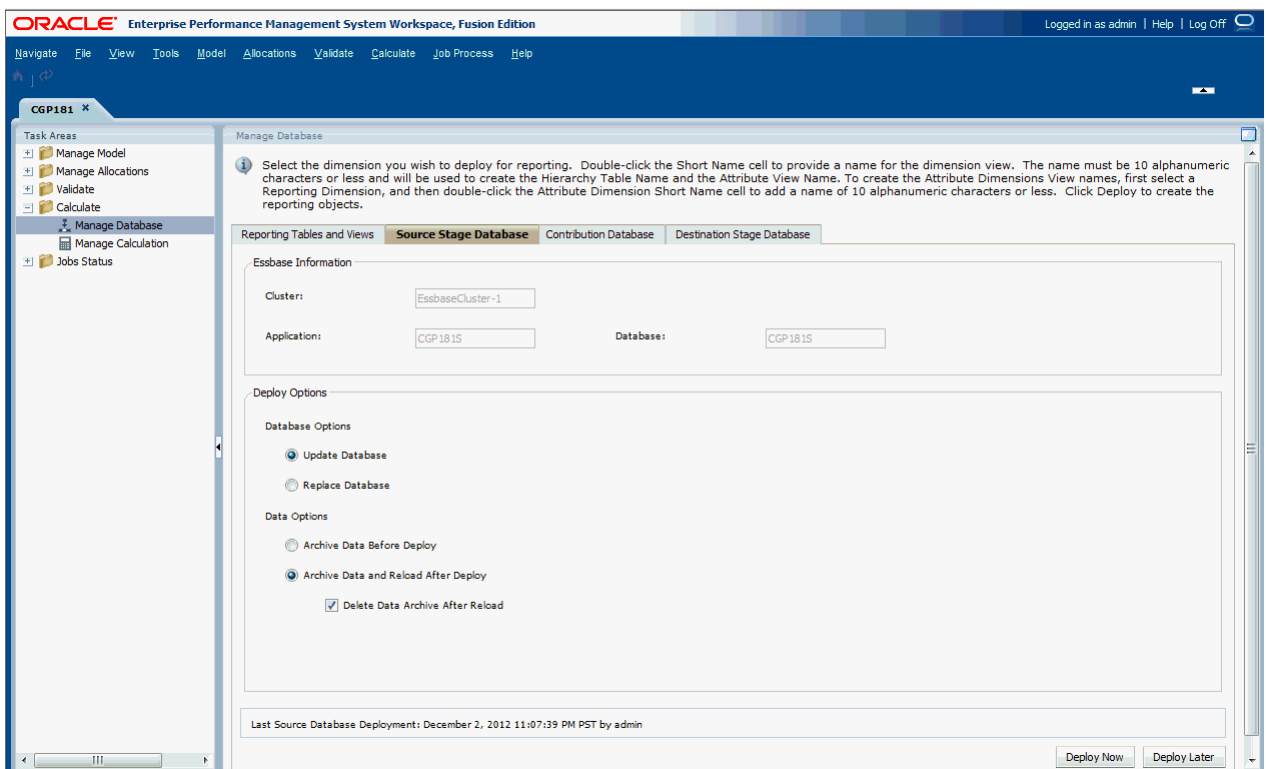 ORACLE Enterprise Performance Management System Workspace, Fusion Edition
Logged in as admin | Help | Log Off
Navigate File View Tools Model Allocations Validate Calculate Job Process Help
CGP181
Task Areas
Manage Model
Manage Allocations
Validate
Calculate
Manage Database
Manage Calculation
Jobs Status
Manage Database
Select the dimension you wish to deploy for reporting. Double-click the Short Name cell to provide a name for the dimension view. The name must be 10 alphanumeric
characters or less and will be used to create the Hierarchy Table Name and the Attribute View Name. To create the Attribute Dimensions View names, first select a
Reporting Dimension, and then double-click the Attribute Dimension Short Name cell to add a name of 10 alphanumeric characters or less. Click Deploy to create the
reporting objects.
Reporting Tables and Views Source Stage Database Contribution Database Destination Stage Database
Essbase Information
Cluster: EssbaseCluster-1
Application: CGP181S Database: CGP181S
Deploy Options
Database Options
Update Database
Replace Database
Data Options
Archive Data Before Deploy
Archive Data and Reload After Deploy
Delete Data Archive After Reload
Last Source Database Deployment: December 2, 2012 11:07:39 PM PST by admin
Deploy Now Deploy Later